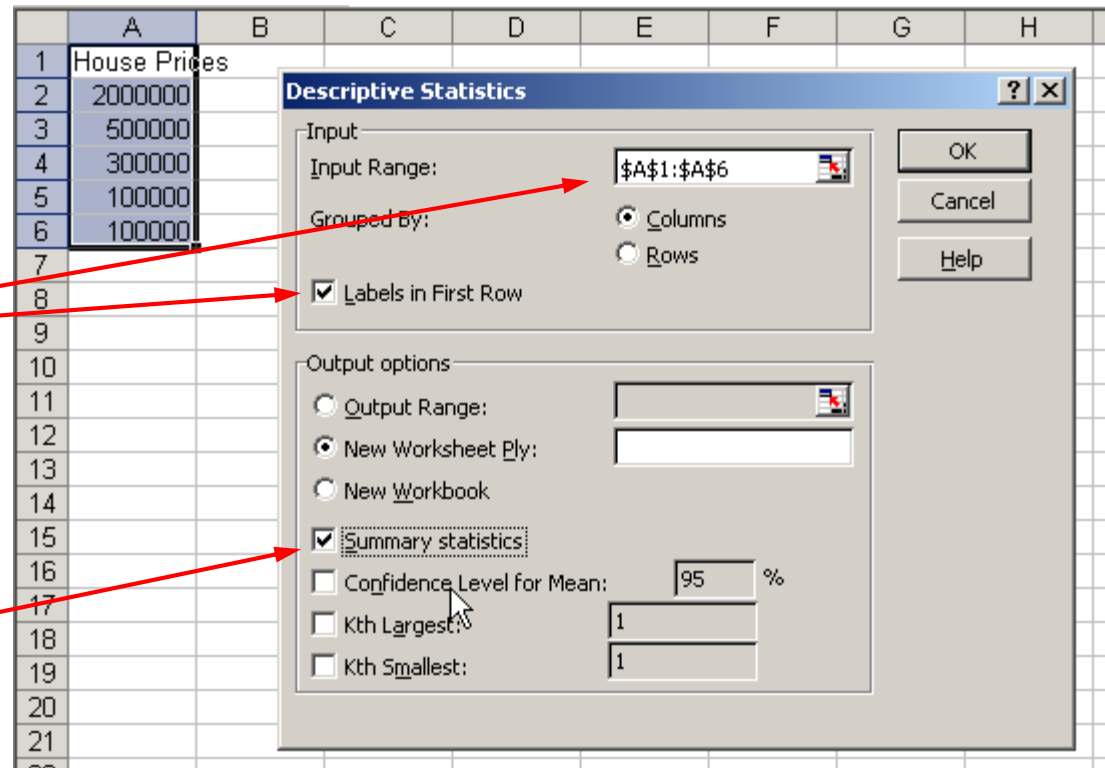 A B C D E F G H
1 House Prices
2 2000000
3 500000
4 300000
5 100000
6 100000
7
8
9
10
11
12
13
14
15
16
17
18
19
20
21
Descriptive Statistics ? X
Input
Input Range: $A$1:$A$6
Grouped By: Columns
Rows
Labels in First Row
OK
Cancel
Help
Output options
Output Range:
New Worksheet Ply:
New Workbook
Summary statistics
Confidence Level for Mean: 95 %
Kth Largest: 1
Kth Smallest: 1